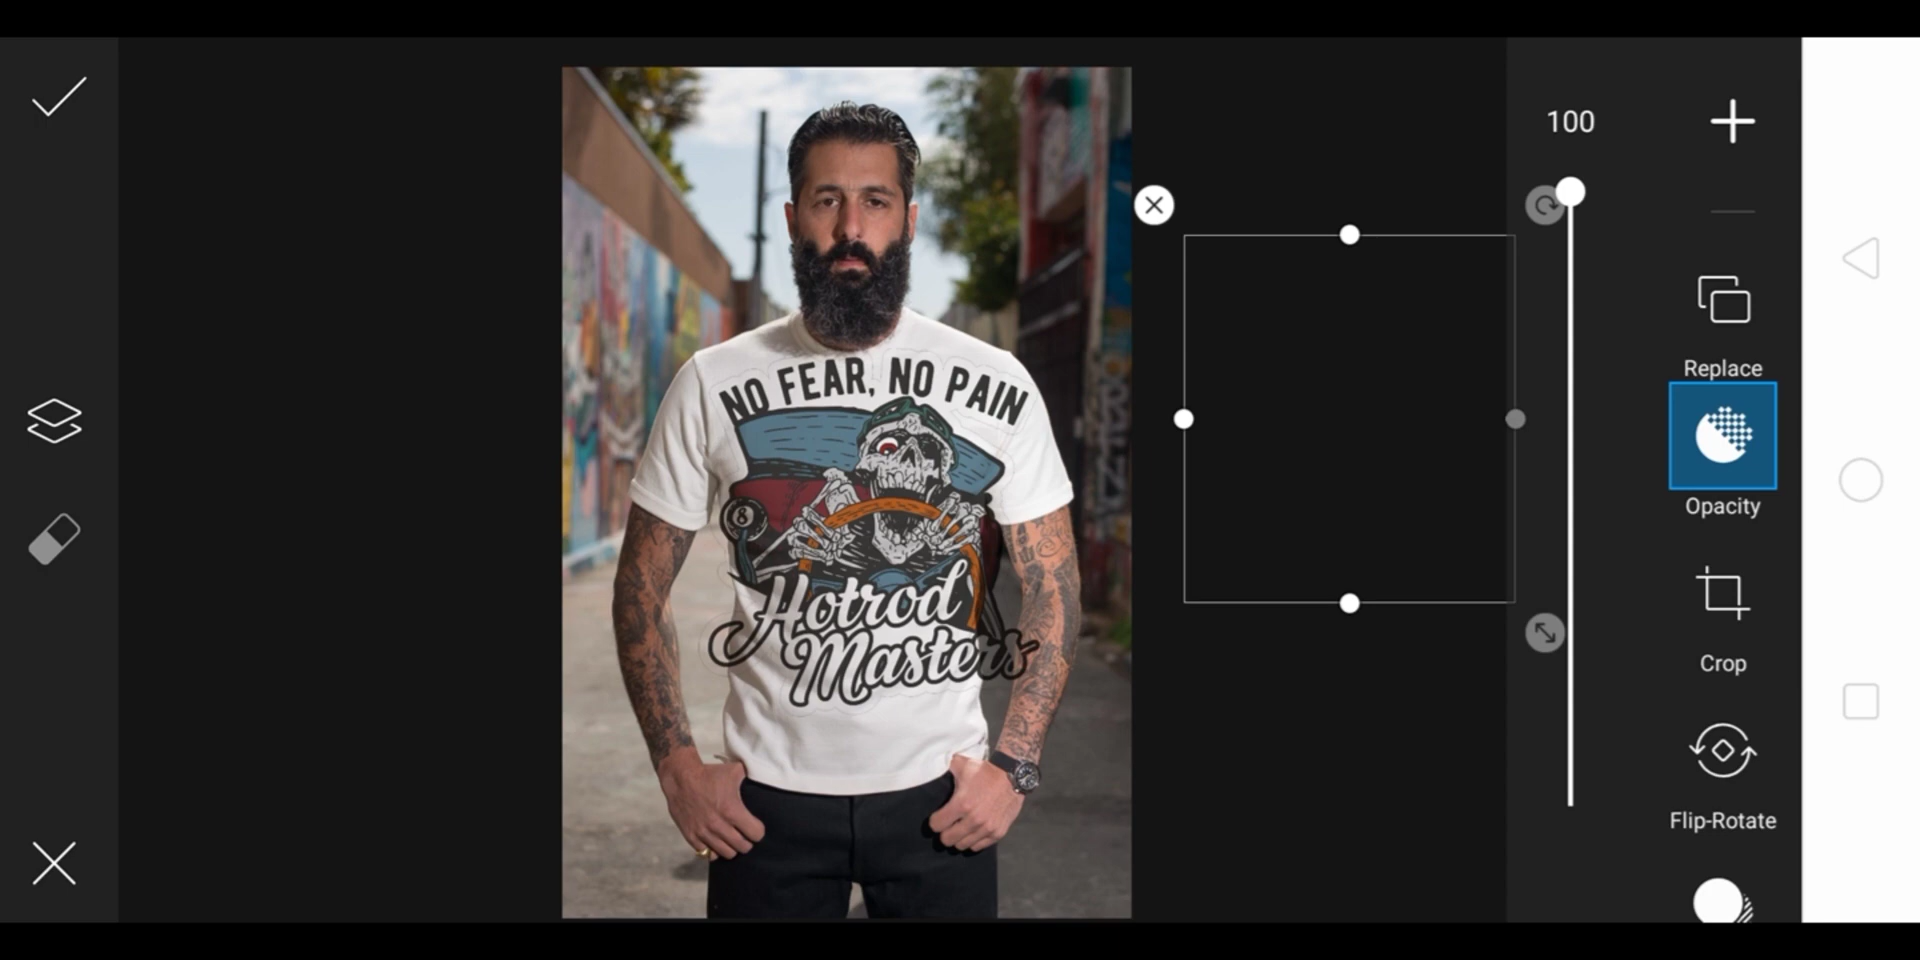 100
Replace
Opacity
Crop
Flip-Rotate
NO FEAR, NO PAIN
8
Hotrod
Masters